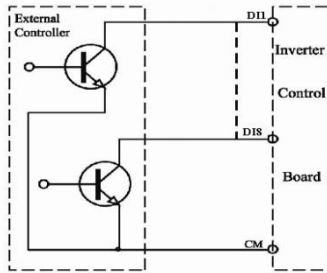 External
Controller
DI1
Inverter
Control
DI8
Board
CM